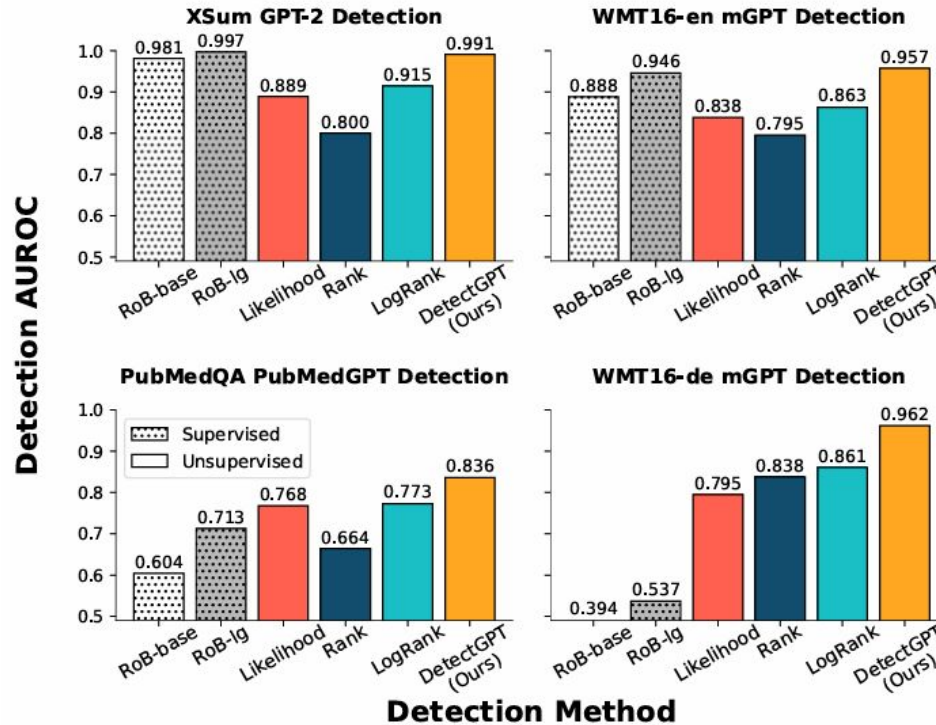 XSum GPT-2 Detection
0.981
0.997
0.889
0.800
0.915
0.991
1.0
0.9
0.8
0.7
0.6
0.5
RoB-base
RoB-lg
Likelihood
Rank
LogRank
DetectGPT
(Ours)
WMT16-en mGPT Detection
0.888
0.946
0.838
0.795
0.863
0.957
RoB-base
RoB-lg
Likelihood
Rank
LogRank
DetectGPT
(Ours)
Detection AUROC
PubMedQA PubMedGPT Detection
Supervised
Unsupervised
0.604
0.713
0.768
0.664
0.773
0.836
1.0
0.9
0.8
0.7
0.6
0.5
RoB-base
RoB-lg
Likelihood
Rank
LogRank
DetectGPT
(Ours)
WMT16-de mGPT Detection
0.394
0.537
0.795
0.838
0.861
0.962
RoB-base
RoB-lg
Likelihood
Rank
LogRank
DetectGPT
(Ours)
Detection Method